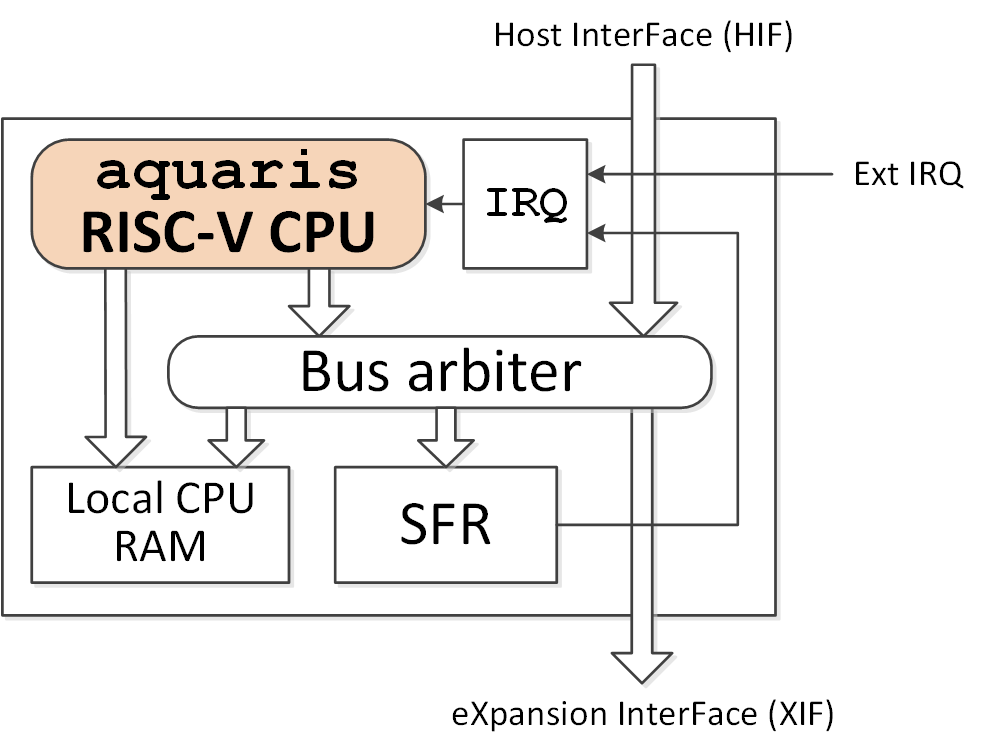 Host InterFace (HIF)
aquaris
RISC-V CPU
IRQ
Ext IRQ
Bus arbiter
Local CPU
RAM
SFR
eXpansion InterFace (XIF)